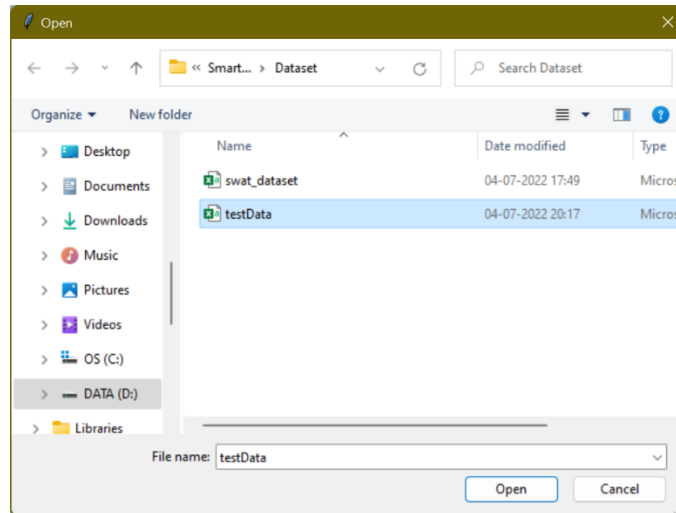 Open
« Smart... > Dataset
Search Dataset
Organize
New folder
Name
Date modified
Type
Desktop
Documents
Downloads
Music
Pictures
Videos
OS (C:)
DATA (D:)
Libraries
swat_dataset
04-07-2022 17:49
Micros
testData
04-07-2022 20:17
Micros
File name: testData
Open
Cancel